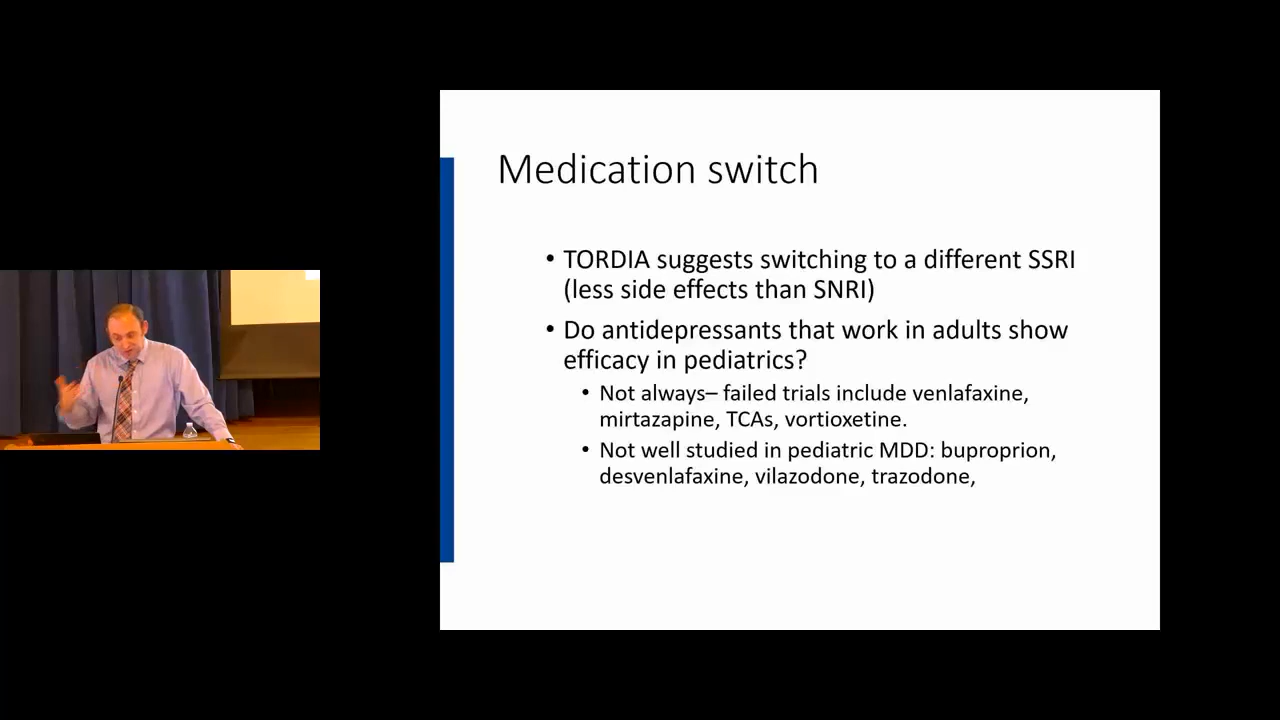 Medication switch
• TORDIA suggests switching to a different SSRI
(less side effects than SNRI)
• Do antidepressants that work in adults show
efficacy in pediatrics?
• Not always– failed trials include venlafaxine,
mirtazapine, TCAs, vortioxetine.
• Not well studied in pediatric MDD: buproprion,
desvenlafaxine, vilazodone, trazodone,